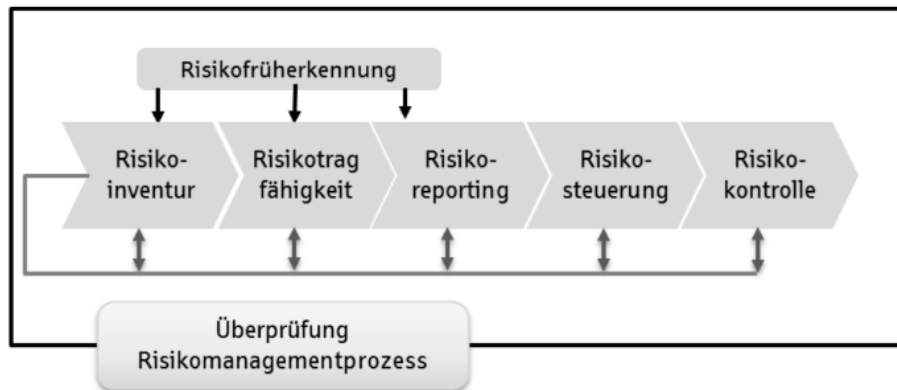 Risikofrüherkennung
Risiko-
inventur
Risikotrag
fähigkeit
Risiko-
reporting
Risiko-
steuerung
Risiko-
kontrolle
Überprüfung
Risikomanagementprozess